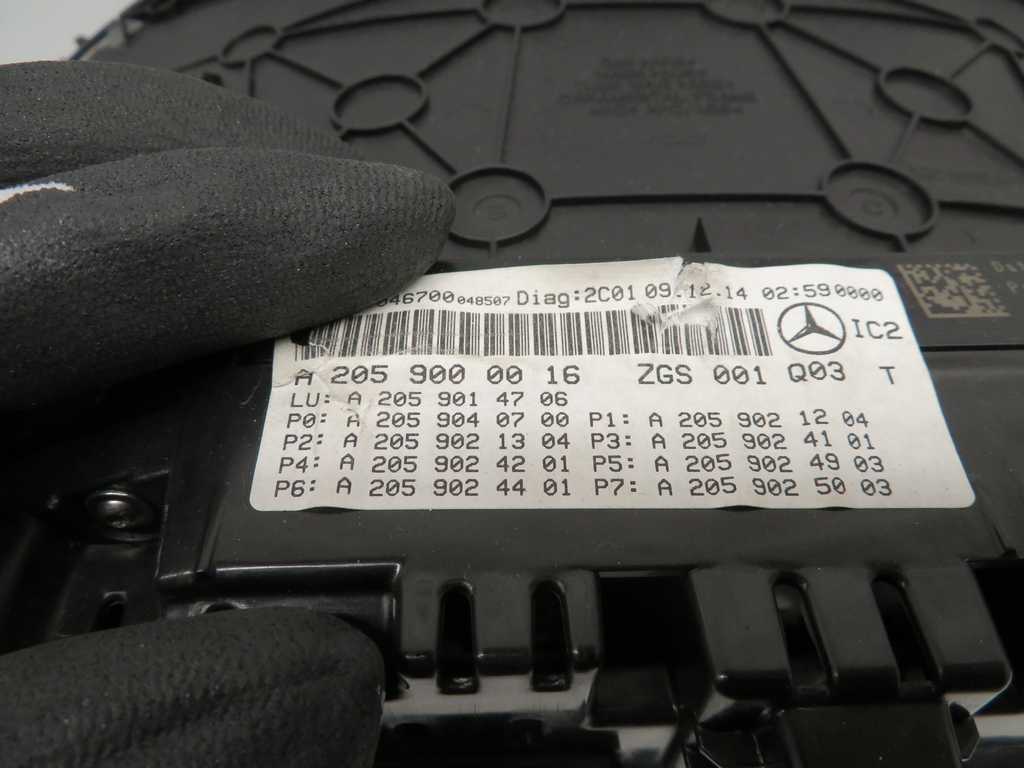 046700 048507 Diag:2C01 09.12.14 02:59 0000
IC2
A 205 900 00 16 ZGS 001 Q03 T
LU: A 205 901 47 06
P0: A 205 904 07 00 P1: A 205 902 12 04
P2: A 205 902 13 04 P3: A 205 902 41 01
P4: A 205 902 42 01 P5: A 205 902 49 03
P6: A 205 902 44 01 P7: A 205 902 50 03